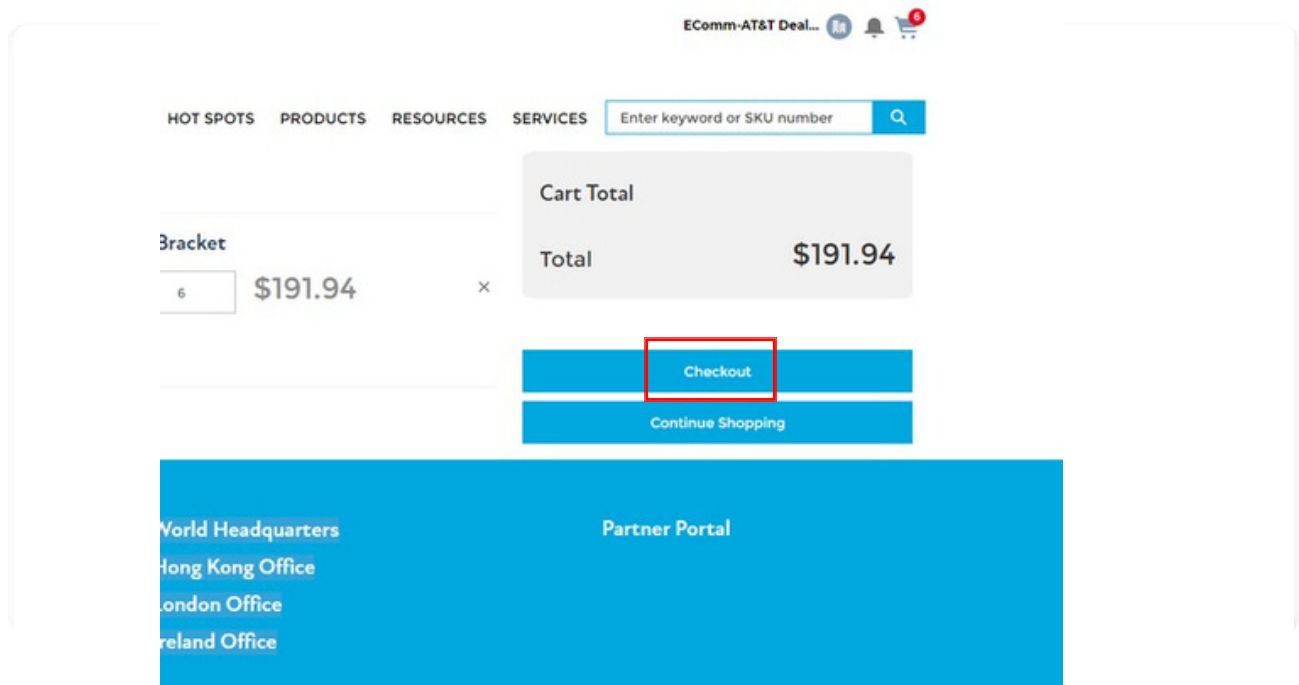 EComm-AT&T Deal...
6
HOT SPOTS PRODUCTS RESOURCES SERVICES Enter keyword or SKU number
Cart Total
Bracket
Total $191.94
6 $191.94 ×
Checkout
Continue Shopping
World Headquarters Partner Portal
Hong Kong Office
London Office
Ireland Office